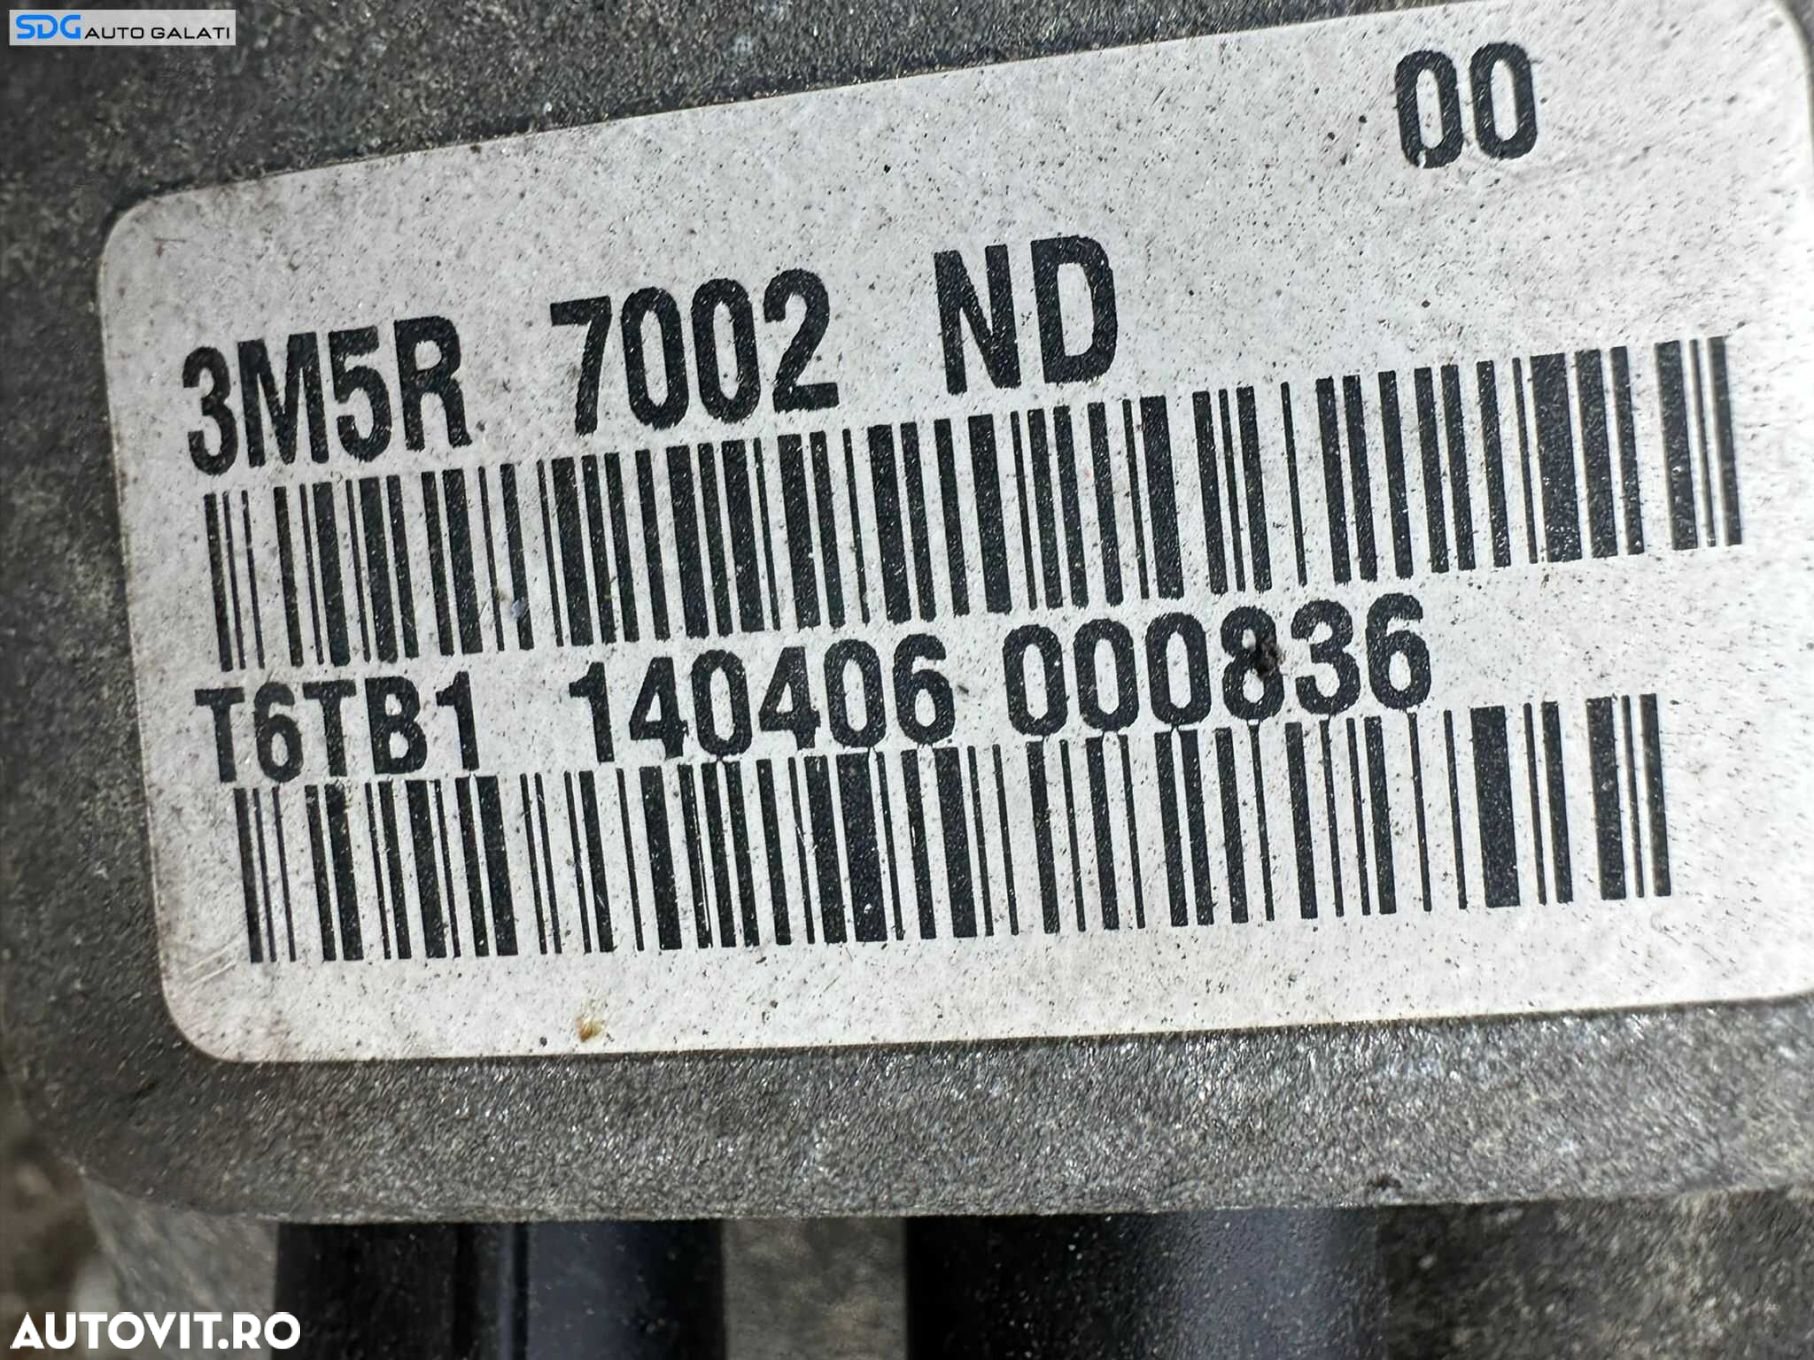 SDG AUTO GALATI
00
3M5R 7002 ND
T6TB1 140406 000836
AUTOVIT.RO